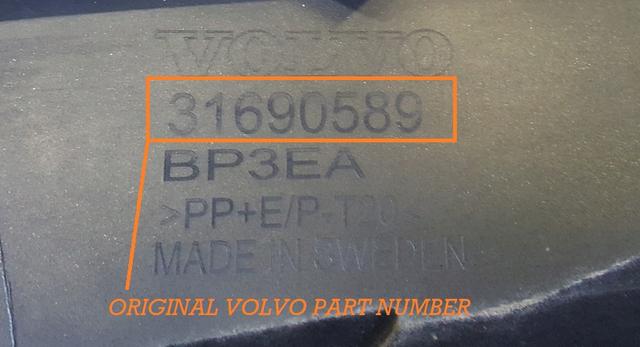 VOLVO
31690589
BP3EA
>PP+E/P-T20<
MADE IN SWEDEN
ORIGINAL VOLVO PART NUMBER